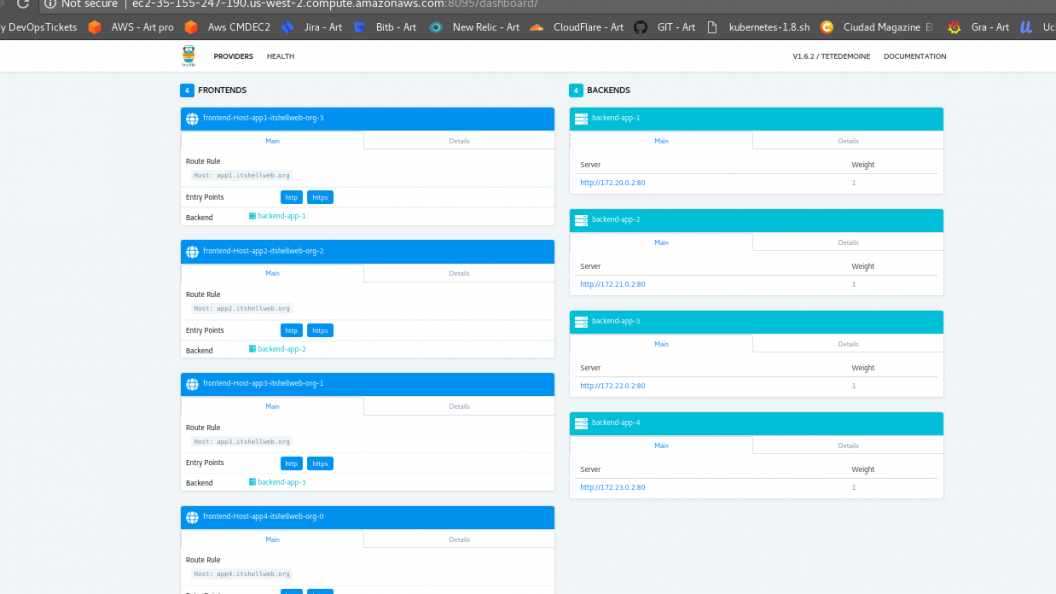 Not secure | ec2-35-155-247-190.us-west-2.compute.amazonaws.com:8095/dashboard/
y DevOpsTickets AWS - Art pro Aws CMDEC2 Jira - Art Bitb - Art New Relic - Art CloudFlare - Art GIT - Art kubernetes-1.8.sh Ciudad Magazine El Gra - Art
PROVIDERS HEALTH V1.6.2 / TETEDEMOINE DOCUMENTATION
4 FRONTENDS
frontend-Host-app1-itshellweb-org-3
Main Details
Route Rule
Host: app1.itshellweb.org
Entry Points http https
Backend backend-app-1
frontend-Host-app2-itshellweb-org-2
Main Details
Route Rule
Host: app2.itshellweb.org
Entry Points http https
Backend backend-app-2
frontend-Host-app3-itshellweb-org-1
Main Details
Route Rule
Host: app3.itshellweb.org
Entry Points http https
Backend backend-app-3
frontend-Host-app4-itshellweb-org-0
Main Details
Route Rule
Host: app4.itshellweb.org
4 BACKENDS
backend-app-1
Main Details
Server Weight
http://172.20.0.2:80 1
backend-app-2
Main Details
Server Weight
http://172.21.0.2:80 1
backend-app-3
Main Details
Server Weight
http://172.22.0.2:80 1
backend-app-4
Main Details
Server Weight
http://172.23.0.2:80 1